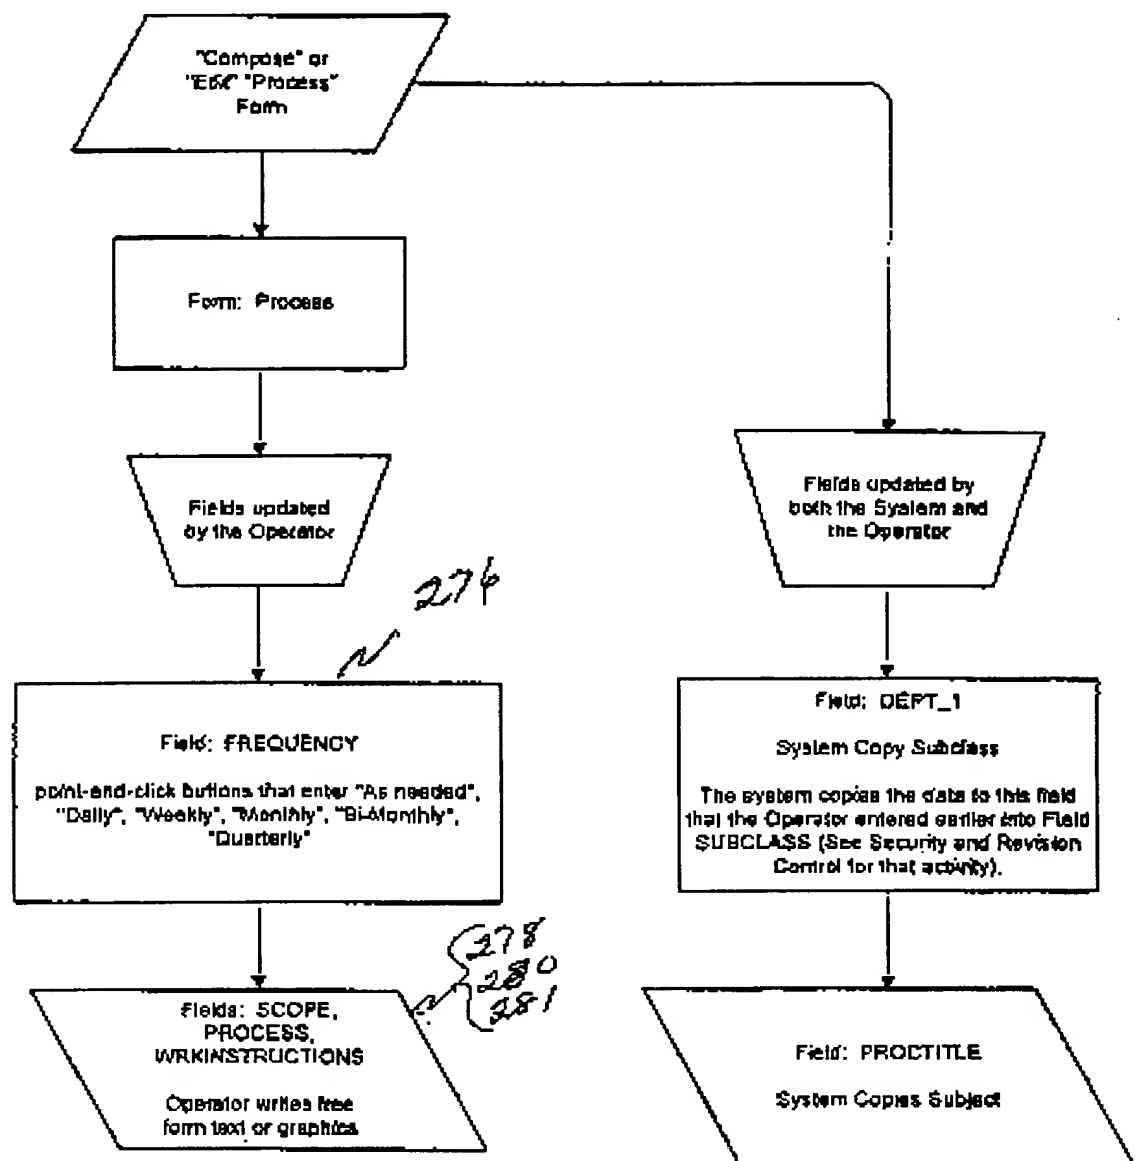 "Compose" or
"Edit" "Process"
Form
Form: Process
Fields updated
by the Operator
276
Field: FREQUENCY
point-and-click buttons that enter "As needed",
"Daily", "Weekly", "Monthly", "Bi-Monthly",
"Quarterly"
278
280
281
Fields: SCOPE,
PROCESS,
WRKINSTRUCTIONS
Operator writes free
form text or graphics
Fields updated by
both the System and
the Operator
Field: DEPT_1
System Copy Subclass
The system copies the data to this field
that the Operator entered earlier into Field
SUBCLASS (See Security and Revision
Control for that activity).
Field: PROCTITLE
System Copies Subject